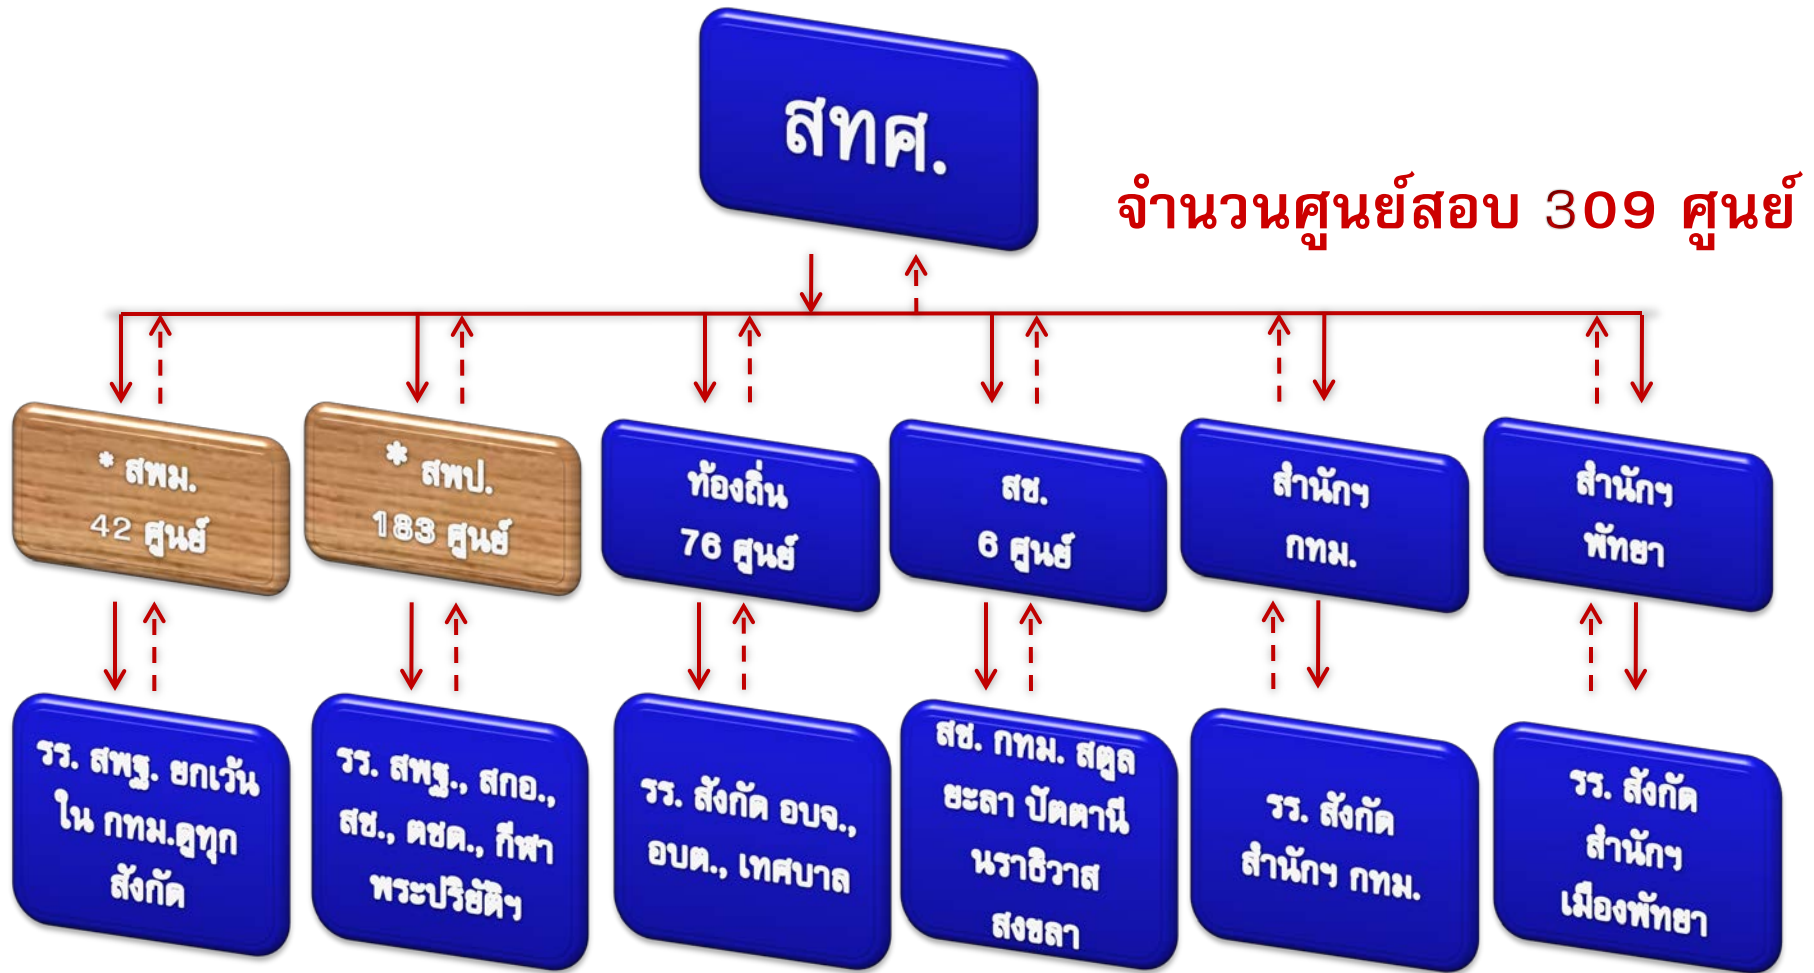 สทศ.
จำนวนศูนย์สอบ 309 ศูนย์
* สพม.
42 ศูนย์
* สพป.
183 ศูนย์
ท้องถิ่น
76 ศูนย์
สช.
6 ศูนย์
สำนักฯ
กทม.
สำนักฯ
พัทยา
รร. สพฐ. ยกเว้น
ใน กทม.ดูทุก
สังกัด
รร. สพฐ., สกอ.,
สช., ตชด., กีฬา
พระปริยัติฯ
รร. สังกัด อบจ.,
อบต., เทศบาล
สช. กทม. สตูล
ยะลา ปัตตานี
นราธิวาส
สงขลา
รร. สังกัด
สำนักฯ กทม.
รร. สังกัด
สำนักฯ
เมืองพัทยา